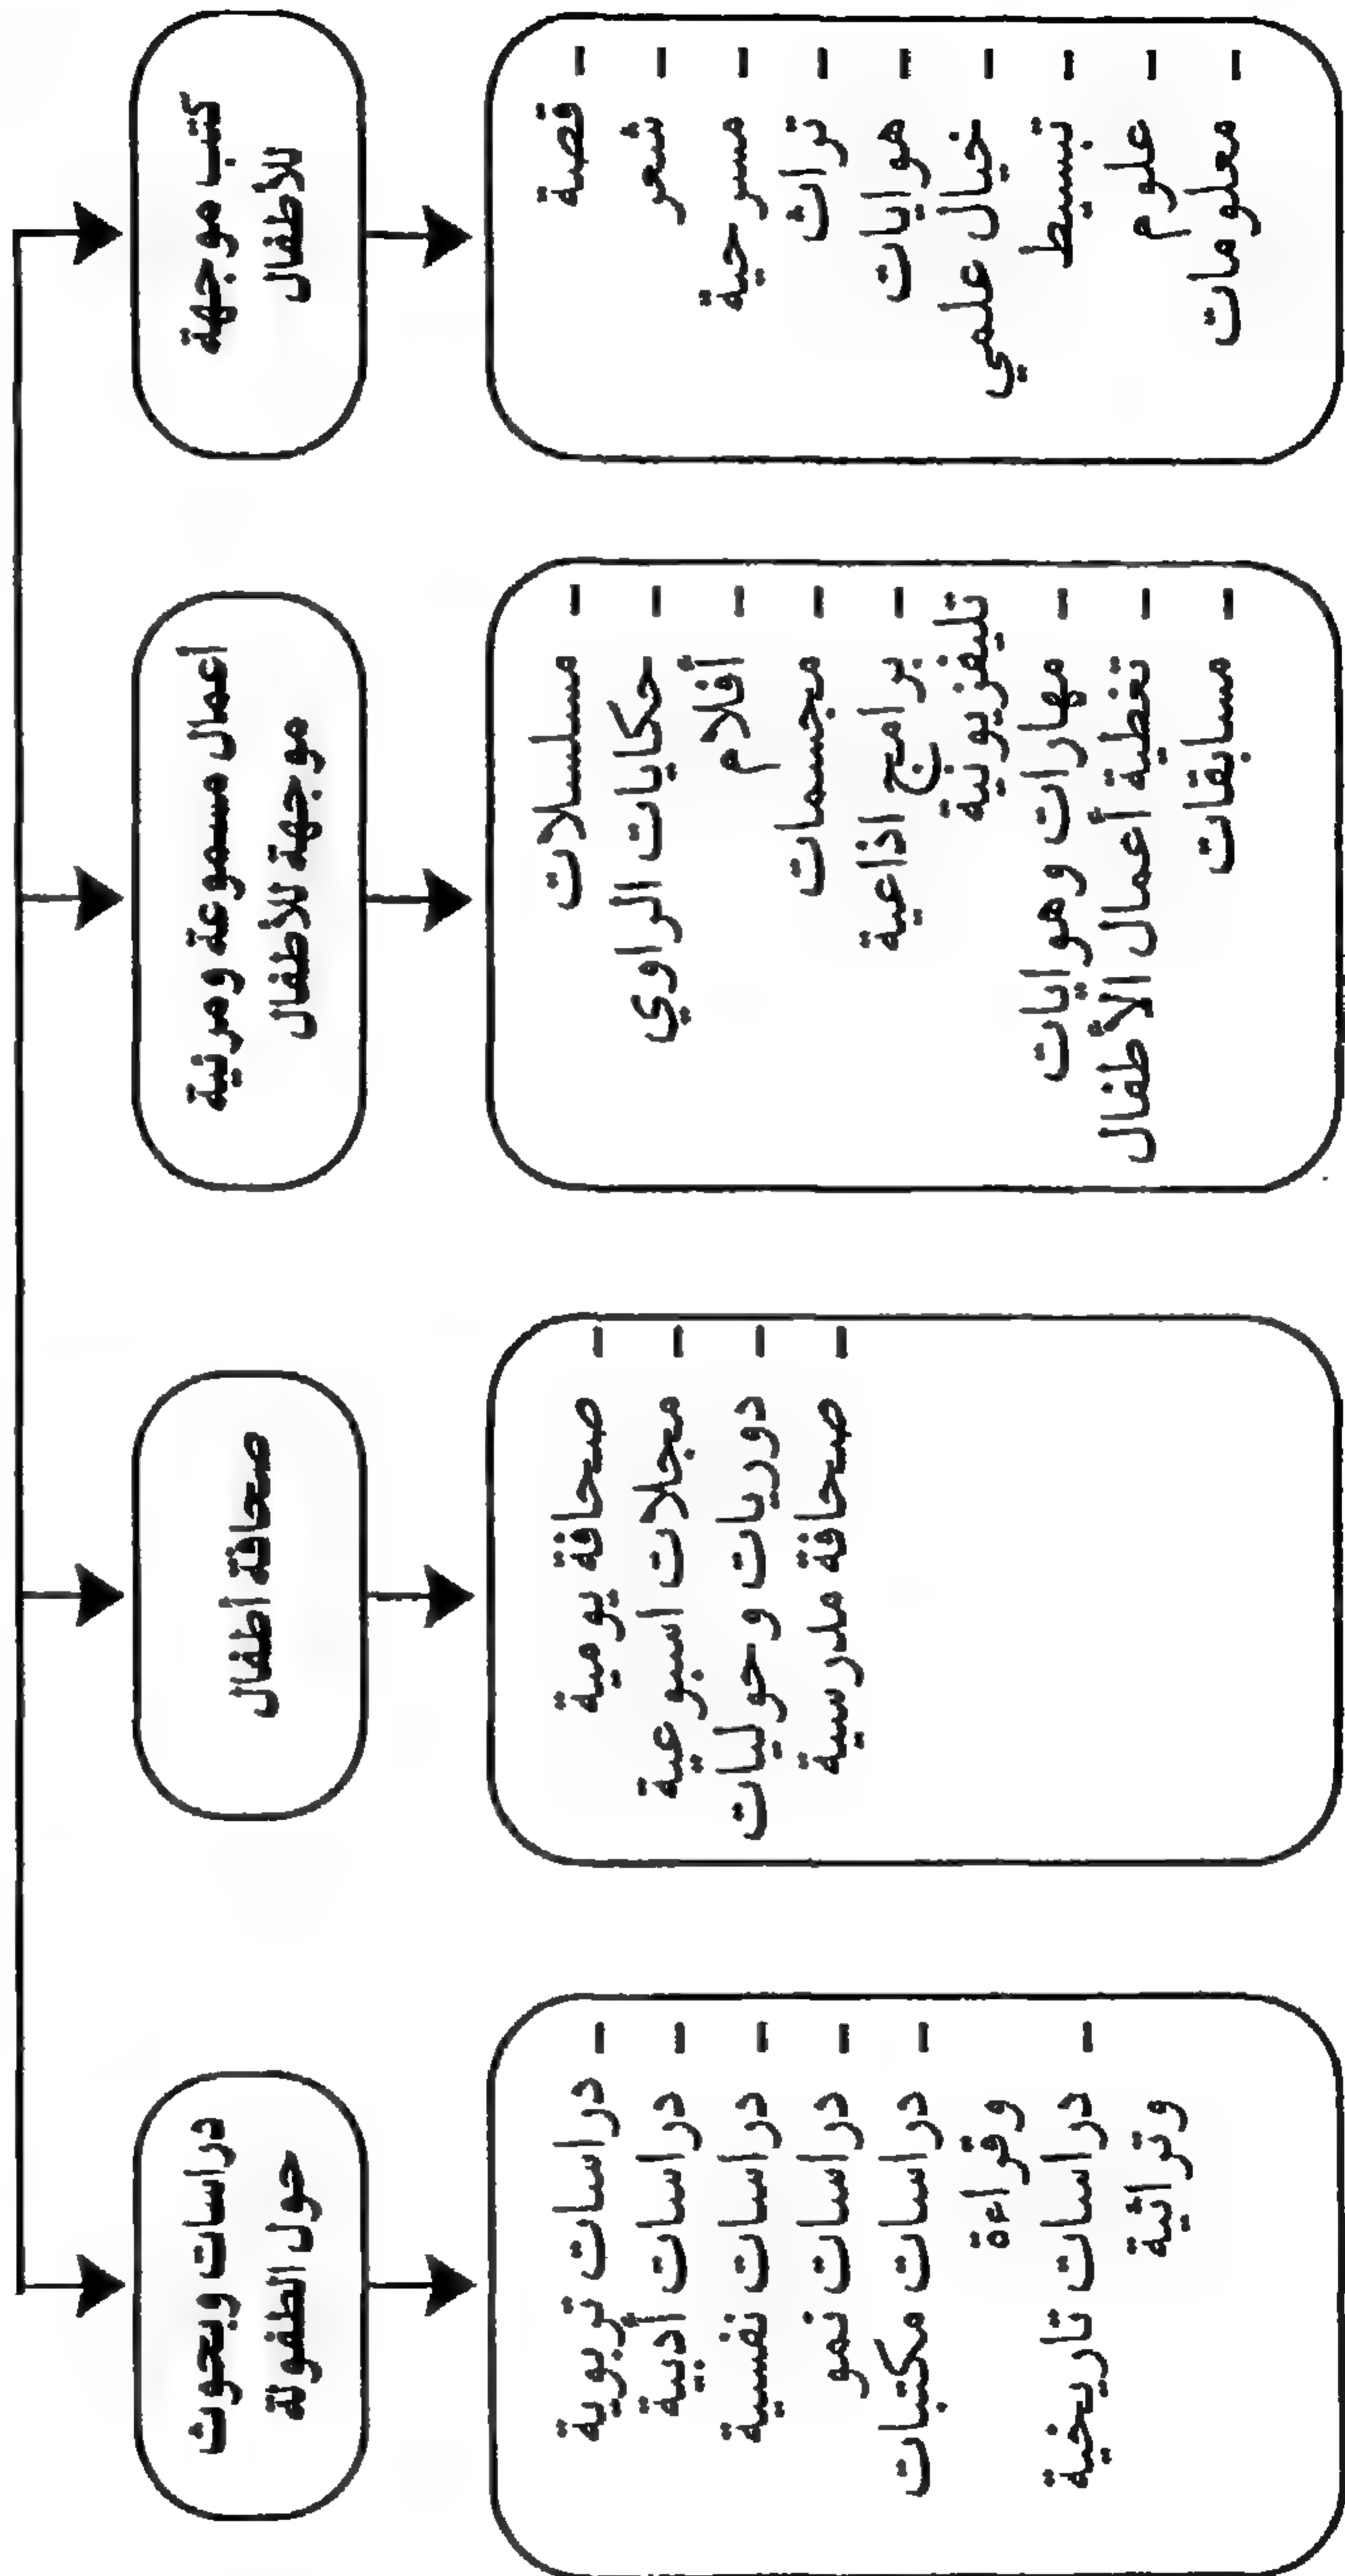 كتب موجهة
للأطفال
- قصة
- شعر
- مسرحية
- تراث
- هوايات
- خيال علمي
- تبسيط
- علوم
- معلومات
أعمال مسموعة ومرئية
موجهة للأطفال
- مسلسلات
- حكايات الراوي
- أفلام
- مجسمات
- برامج اذاعية
تليفزيونية
- مهارات وهوايات
- تغطية أعمال الأطفال
- مسابقات
صحافة أطفال
- صحافة يومية
- مجلات اسبوعية
- دوريات وحوليات
- صحافة مدرسية
دراسات وبحوث
حول الطفولة
- دراسات تربوية
- دراسات أدبية
- دراسات نفسية
- دراسات نمو
- دراسات مكتبات
وقراءة
- دراسات تاريخية
وتراثية